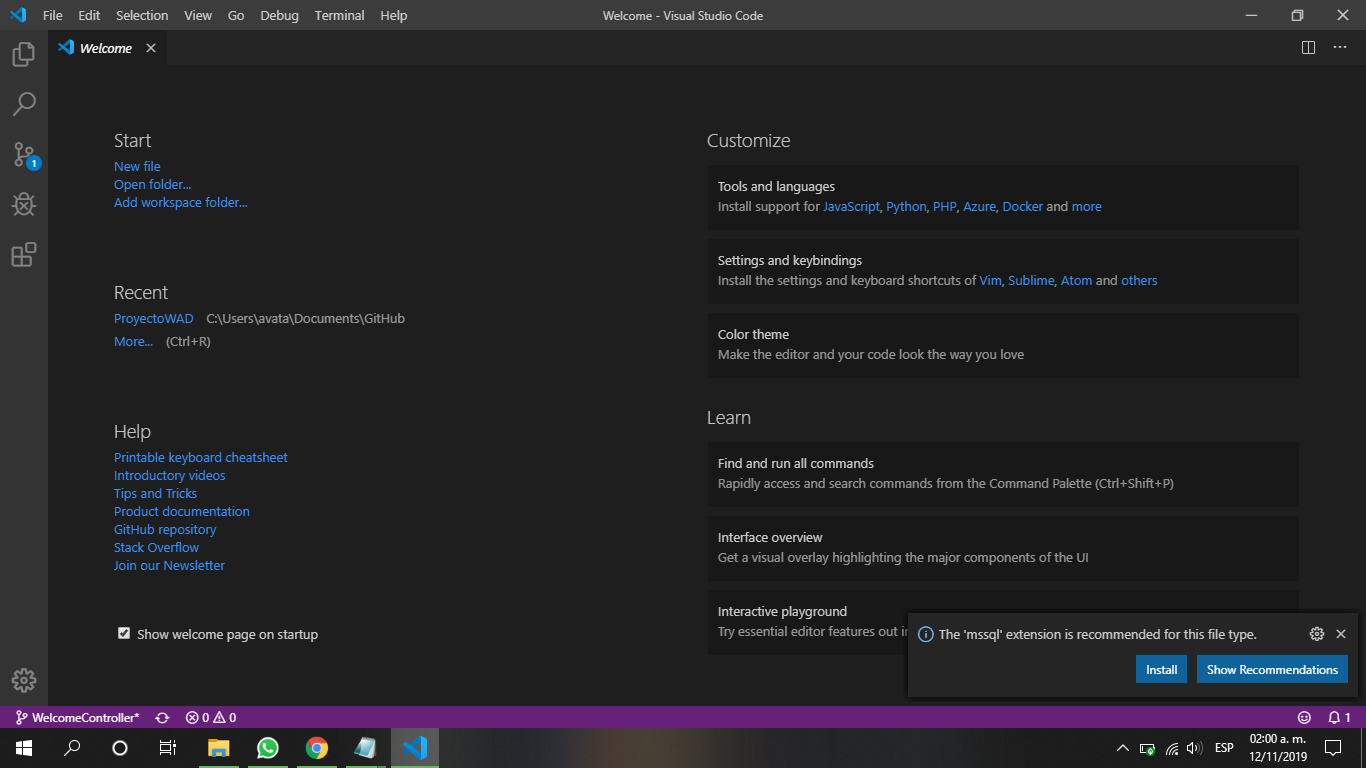 File Edit Selection View Go Debug Terminal Help Welcome - Visual Studio Code
Welcome
1
Start
New file
Open folder...
Add workspace folder...
Recent
ProyectoWAD C:\Users\avata\Documents\GitHub
More... (Ctrl+R)
Help
Printable keyboard cheatsheet
Introductory videos
Tips and Tricks
Product documentation
GitHub repository
Stack Overflow
Join our Newsletter
Show welcome page on startup
Customize
Tools and languages
Install support for JavaScript, Python, PHP, Azure, Docker and more
Settings and keybindings
Install the settings and keyboard shortcuts of Vim, Sublime, Atom and others
Color theme
Make the editor and your code look the way you love
Learn
Find and run all commands
Rapidly access and search commands from the Command Palette (Ctrl+Shift+P)
Interface overview
Get a visual overlay highlighting the major components of the UI
Interactive playground
Try essential editor features out
The 'mssql' extension is recommended for this file type.
Install Show Recommendations
WelcomeController* 0 0 1
ESP
02:00 a. m.
12/11/2019